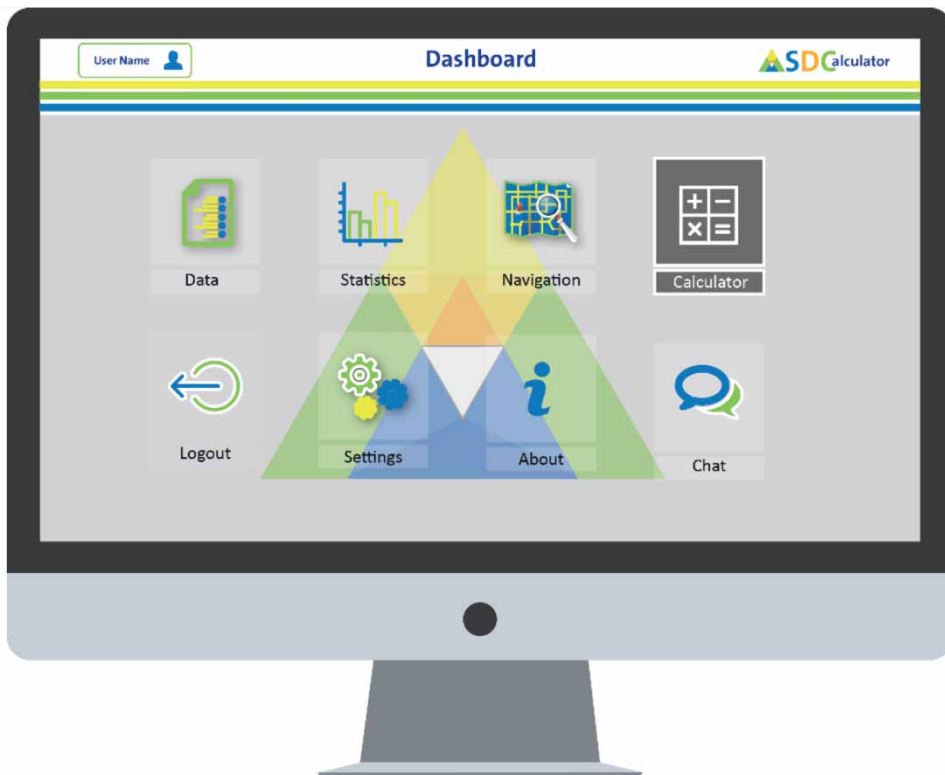 User Name
Dashboard
ASDCalculator
Data
Statistics
Navigation
Calculator
Logout
Settings
About
Chat